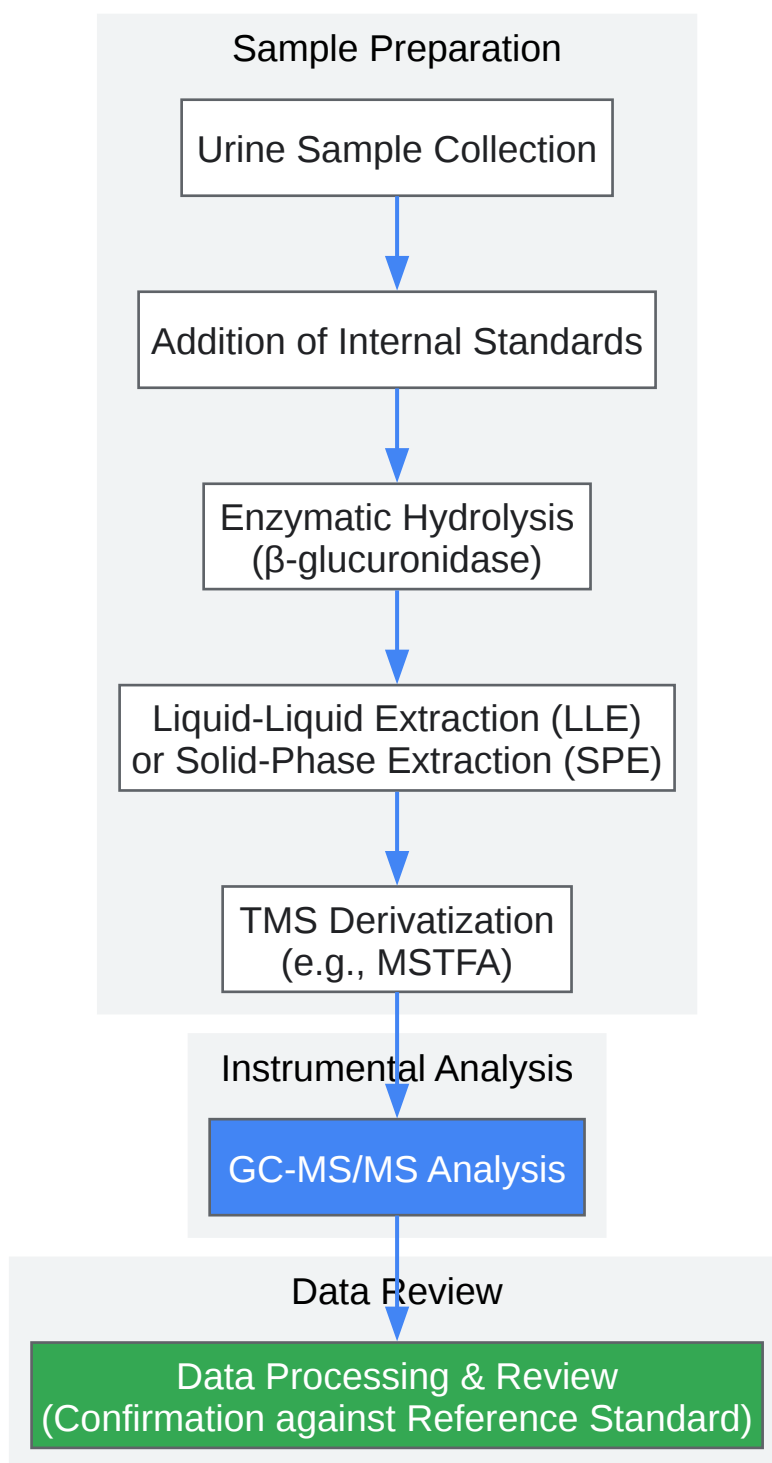 Sample Preparation
Urine Sample Collection
Addition of Internal Standards
Enzymatic Hydrolysis
(β-glucuronidase)
Liquid-Liquid Extraction (LLE)
or Solid-Phase Extraction (SPE)
TMS Derivatization
(e.g., MSTFA)
Instrumental Analysis
GC-MS/MS Analysis
Data Review
Data Processing & Review
(Confirmation against Reference Standard)